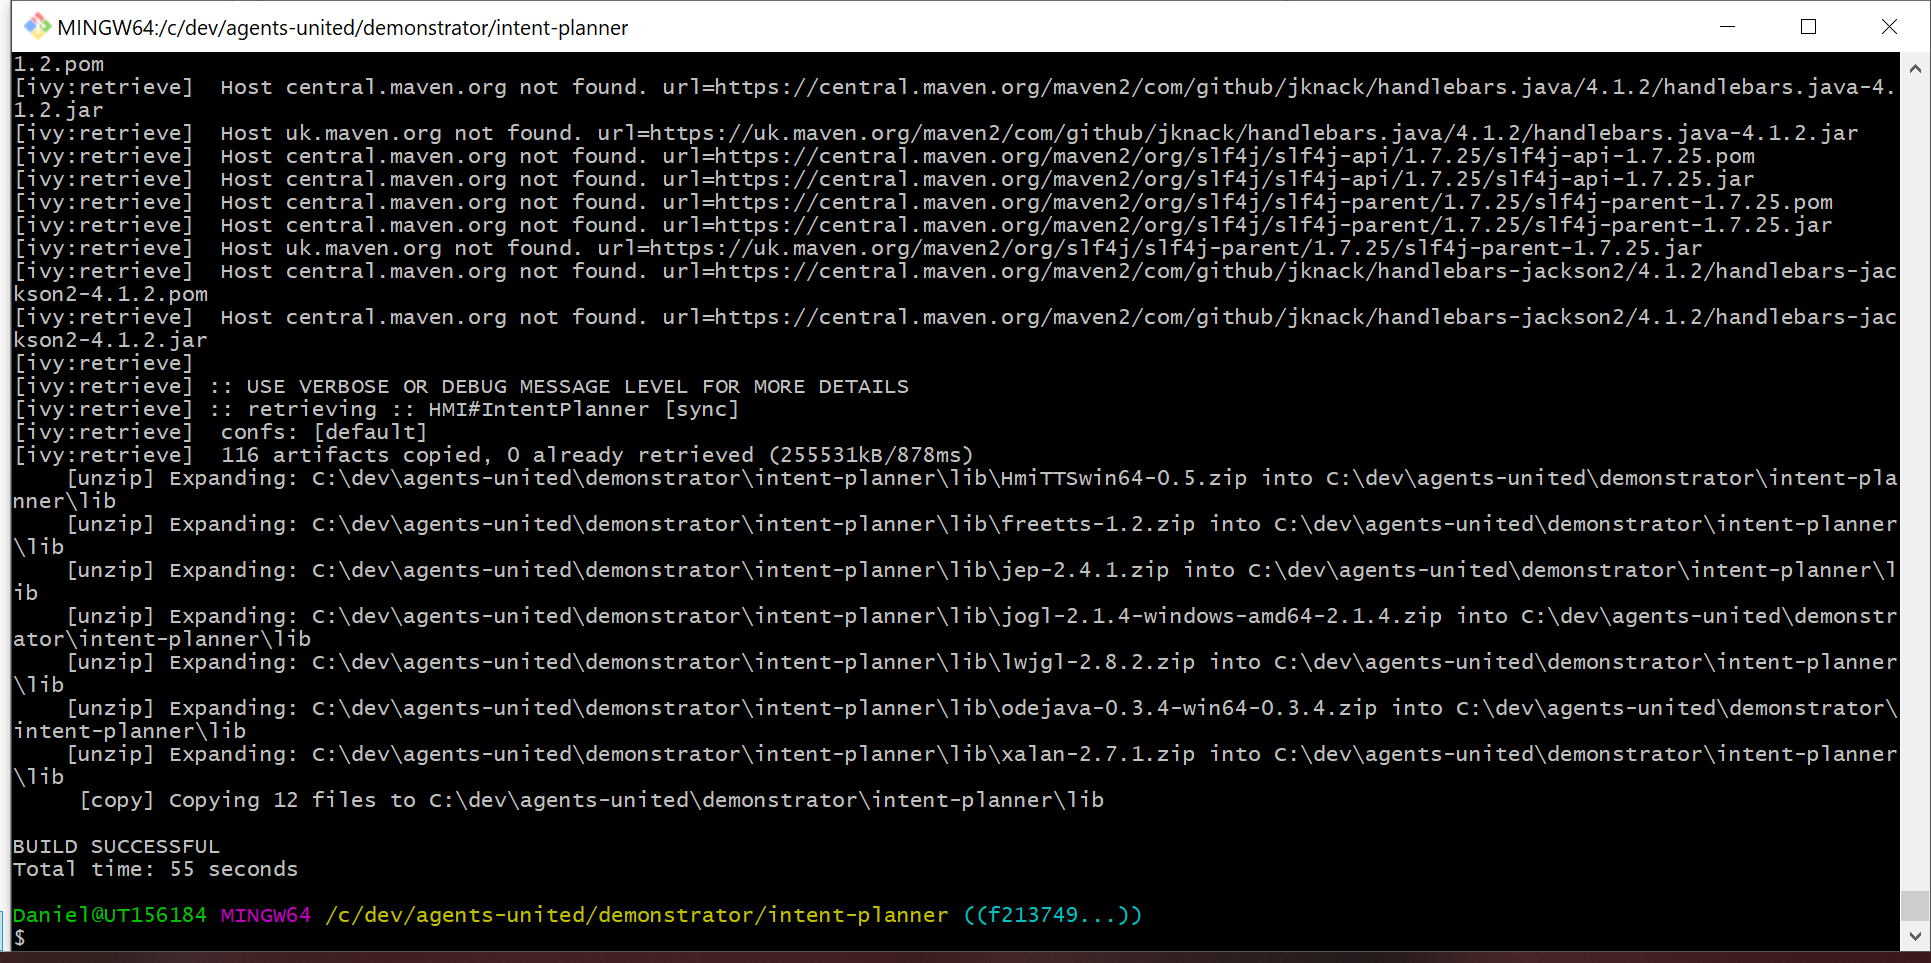 MINGW64:/c/dev/agents-united/demonstrator/intent-planner
1.2.pom
[ivy:retrieve]  Host central.maven.org not found. url=https://central.maven.org/maven2/com/github/jknack/handlebars.java/4.1.2/handlebars.java-4.
1.2.jar
[ivy:retrieve]  Host uk.maven.org not found. url=https://uk.maven.org/maven2/com/github/jknack/handlebars.java/4.1.2/handlebars.java-4.1.2.jar
[ivy:retrieve]  Host central.maven.org not found. url=https://central.maven.org/maven2/org/slf4j/slf4j-api/1.7.25/slf4j-api-1.7.25.pom
[ivy:retrieve]  Host central.maven.org not found. url=https://central.maven.org/maven2/org/slf4j/slf4j-api/1.7.25/slf4j-api-1.7.25.jar
[ivy:retrieve]  Host central.maven.org not found. url=https://central.maven.org/maven2/org/slf4j/slf4j-parent/1.7.25/slf4j-parent-1.7.25.pom
[ivy:retrieve]  Host central.maven.org not found. url=https://central.maven.org/maven2/org/slf4j/slf4j-parent/1.7.25/slf4j-parent-1.7.25.jar
[ivy:retrieve]  Host uk.maven.org not found. url=https://uk.maven.org/maven2/org/slf4j/slf4j-parent/1.7.25/slf4j-parent-1.7.25.jar
[ivy:retrieve]  Host central.maven.org not found. url=https://central.maven.org/maven2/com/github/jknack/handlebars-jackson2/4.1.2/handlebars-jac
kson2-4.1.2.pom
[ivy:retrieve]  Host central.maven.org not found. url=https://central.maven.org/maven2/com/github/jknack/handlebars-jackson2/4.1.2/handlebars-jac
kson2-4.1.2.jar
[ivy:retrieve]
[ivy:retrieve] :: USE VERBOSE OR DEBUG MESSAGE LEVEL FOR MORE DETAILS
[ivy:retrieve] :: retrieving :: HMI#IntentPlanner [sync]
[ivy:retrieve]  confs: [default]
[ivy:retrieve]  116 artifacts copied, 0 already retrieved (255531kB/878ms)
[unzip] Expanding: C:\dev\agents-united\demonstrator\intent-planner\lib\HmiTTSwin64-0.5.zip into C:\dev\agents-united\demonstrator\intent-pla
nner\lib
[unzip] Expanding: C:\dev\agents-united\demonstrator\intent-planner\lib\freetts-1.2.zip into C:\dev\agents-united\demonstrator\intent-planner
\lib
[unzip] Expanding: C:\dev\agents-united\demonstrator\intent-planner\lib\jep-2.4.1.zip into C:\dev\agents-united\demonstrator\intent-planner\l
ib
[unzip] Expanding: C:\dev\agents-united\demonstrator\intent-planner\lib\jogl-2.1.4-windows-amd64-2.1.4.zip into C:\dev\agents-united\demonstr
ator\intent-planner\lib
[unzip] Expanding: C:\dev\agents-united\demonstrator\intent-planner\lib\lwjgl-2.8.2.zip into C:\dev\agents-united\demonstrator\intent-planner
\lib
[unzip] Expanding: C:\dev\agents-united\demonstrator\intent-planner\lib\odejava-0.3.4-win64-0.3.4.zip into C:\dev\agents-united\demonstrator\
intent-planner\lib
[unzip] Expanding: C:\dev\agents-united\demonstrator\intent-planner\lib\xalan-2.7.1.zip into C:\dev\agents-united\demonstrator\intent-planner
\lib
[copy] Copying 12 files to C:\dev\agents-united\demonstrator\intent-planner\lib
BUILD SUCCESSFUL
Total time: 55 seconds
Daniel@UT156184 MINGW64 /c/dev/agents-united/demonstrator/intent-planner ((f213749...))
$